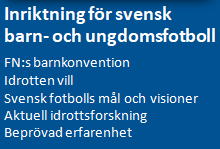 Inriktning för svensk
barn- och ungdomsfotboll
FN:s barnkonvention
Idrotten vill
Svensk fotbolls mål och visioner
Aktuell idrottsforskning
Beprövad erfarenhet